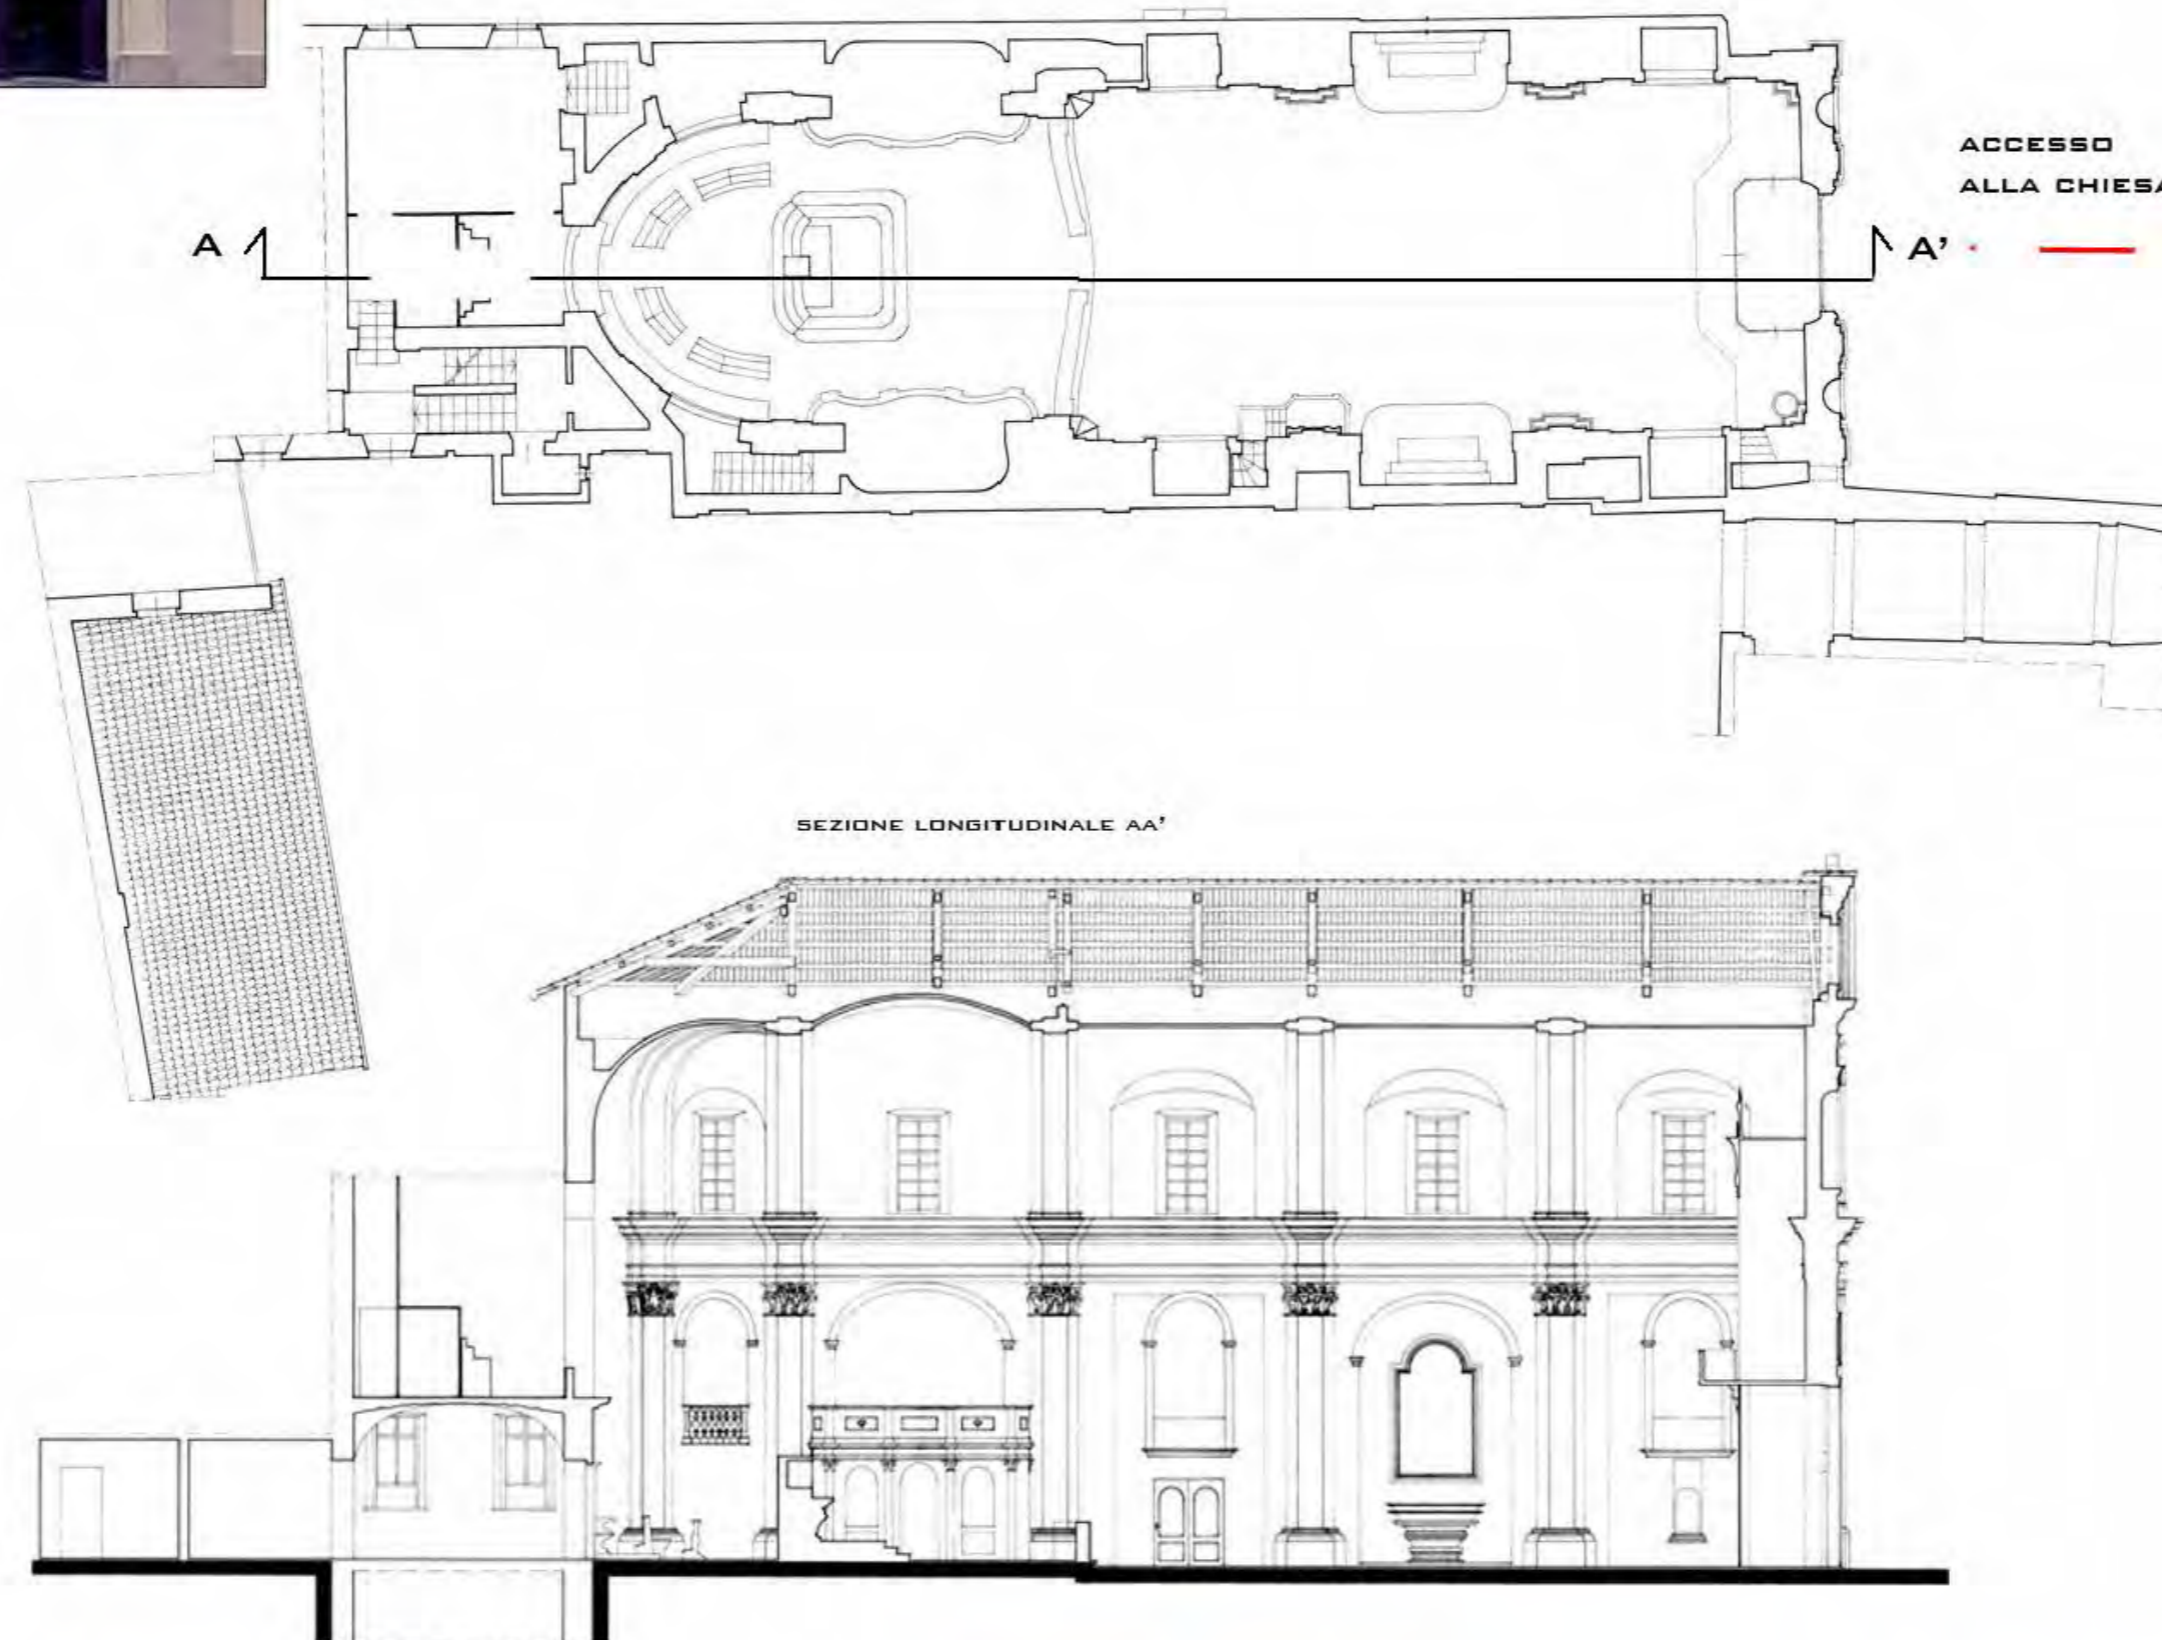 ACCESSO
ALLA CHIESA
A
A'
SEZIONE LONGITUDINALE AA'